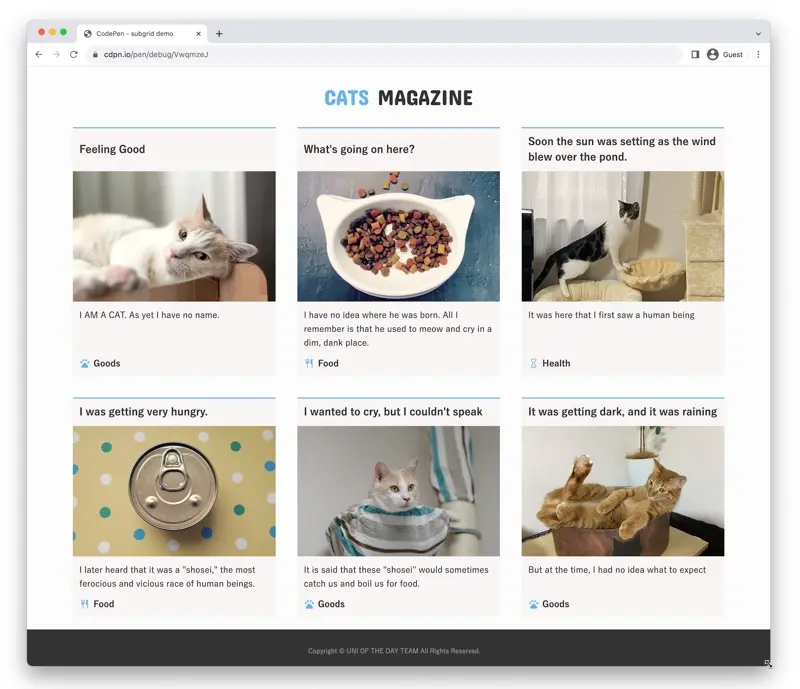 CodePen - subgrid demo
cdpn.io/pen/debug/VwqmzeJ
Guest
CATS MAGAZINE
Feeling Good
I AM A CAT. As yet I have no name.
Goods
What's going on here?
I have no idea where he was born. All I
remember is that he used to meow and cry in a
dim, dank place.
Food
Soon the sun was setting as the wind
blew over the pond.
It was here that I first saw a human being
Health
I was getting very hungry.
I later heard that it was a "shosei," the most
ferocious and vicious race of human beings.
Food
I wanted to cry, but I couldn't speak
It is said that these "shosei" would sometimes
catch us and boil us for food.
Goods
It was getting dark, and it was raining
But at the time, I had no idea what to expect
Goods
Copyright © UNI OF THE DAY TEAM All Rights Reserved.